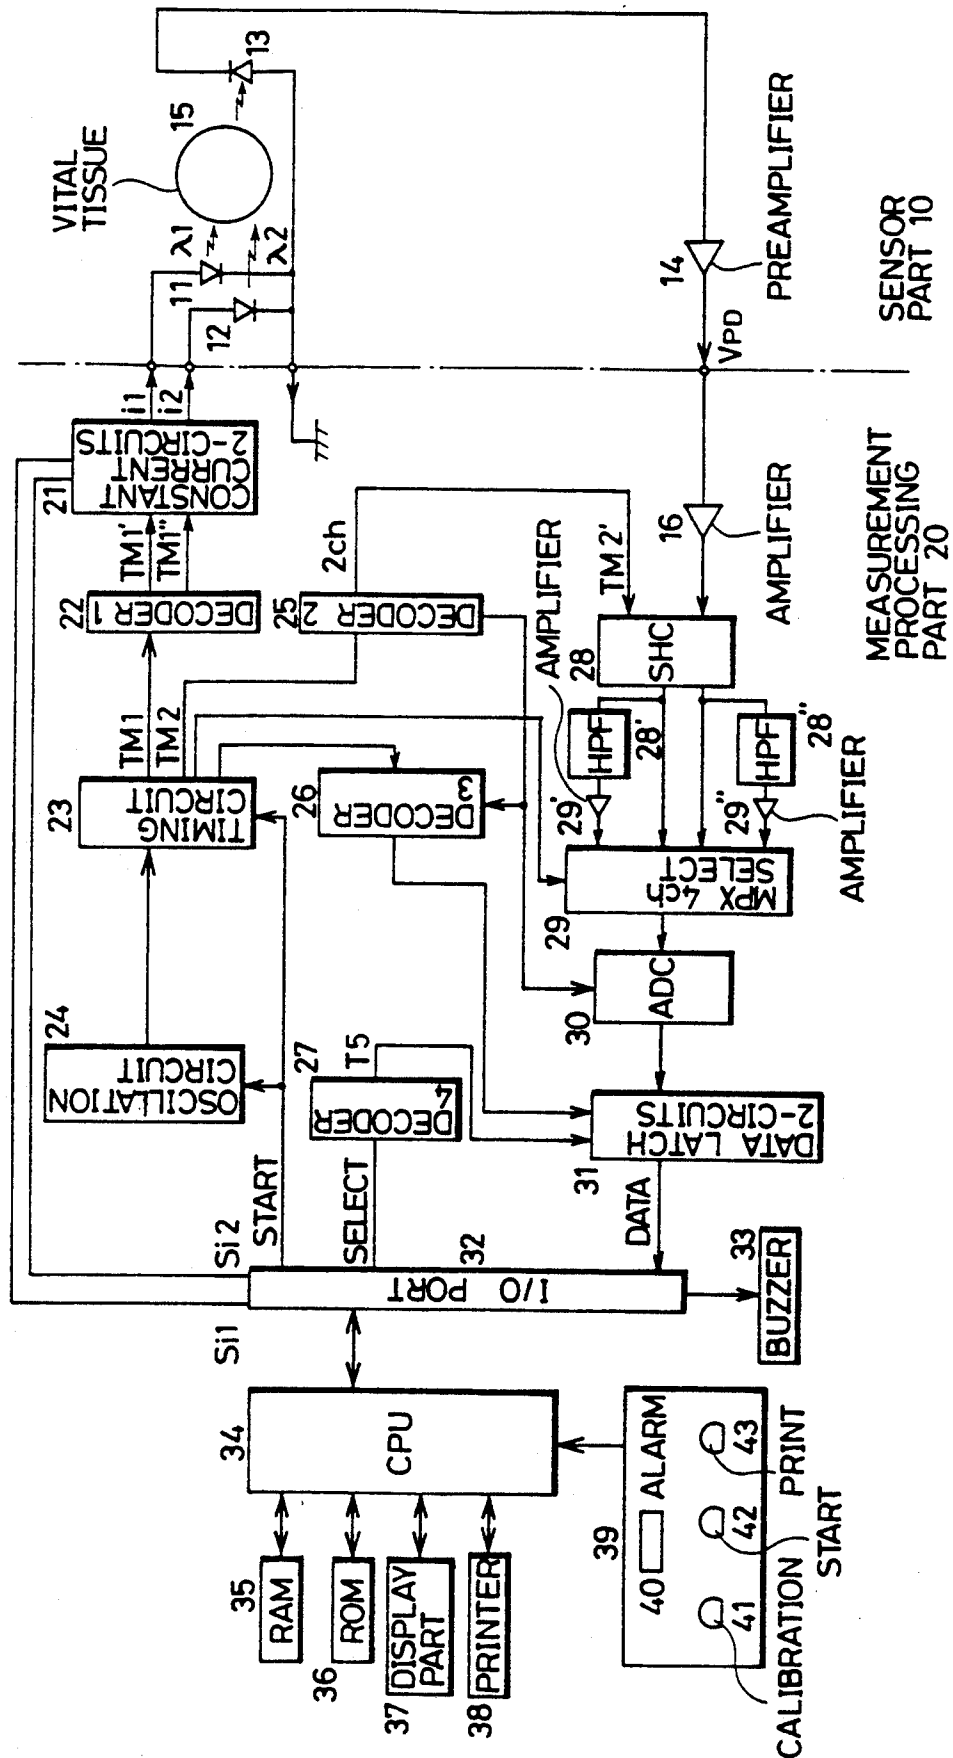 35
RAM
36
ROM
37
DISPLAY
PART
38
PRINTER
34
CPU
39
40
ALARM
41
42
43
CALIBRATION
START
PRINT
Si1
Si2
START
SELECT
32
I/O PORT
DATA
33
BUZZER
24
OSCILLATION
CIRCUIT
27
DECODER
4
T5
31
DATA LATCH
2-CIRCUITS
30
ADC
23
TIMING
CIRCUIT
26
DECODER
3
29
MPX 4ch
SELECT
TM1
TM2
22
DECODER 1
25
DECODER 2
2ch
TM1'
TM1"
TM2'
21
CONSTANT
CURRENT
2-CIRCUITS
i1
i2
28
SHC
HPF
28'
29'
AMPLIFIER
HPF
28"
29"
AMPLIFIER
16
AMPLIFIER
MEASUREMENT
PROCESSING
PART 20
VITAL
TISSUE
15
11
12
λ1
λ2
13
14
PREAMPLIFIER
VPD
SENSOR
PART 10